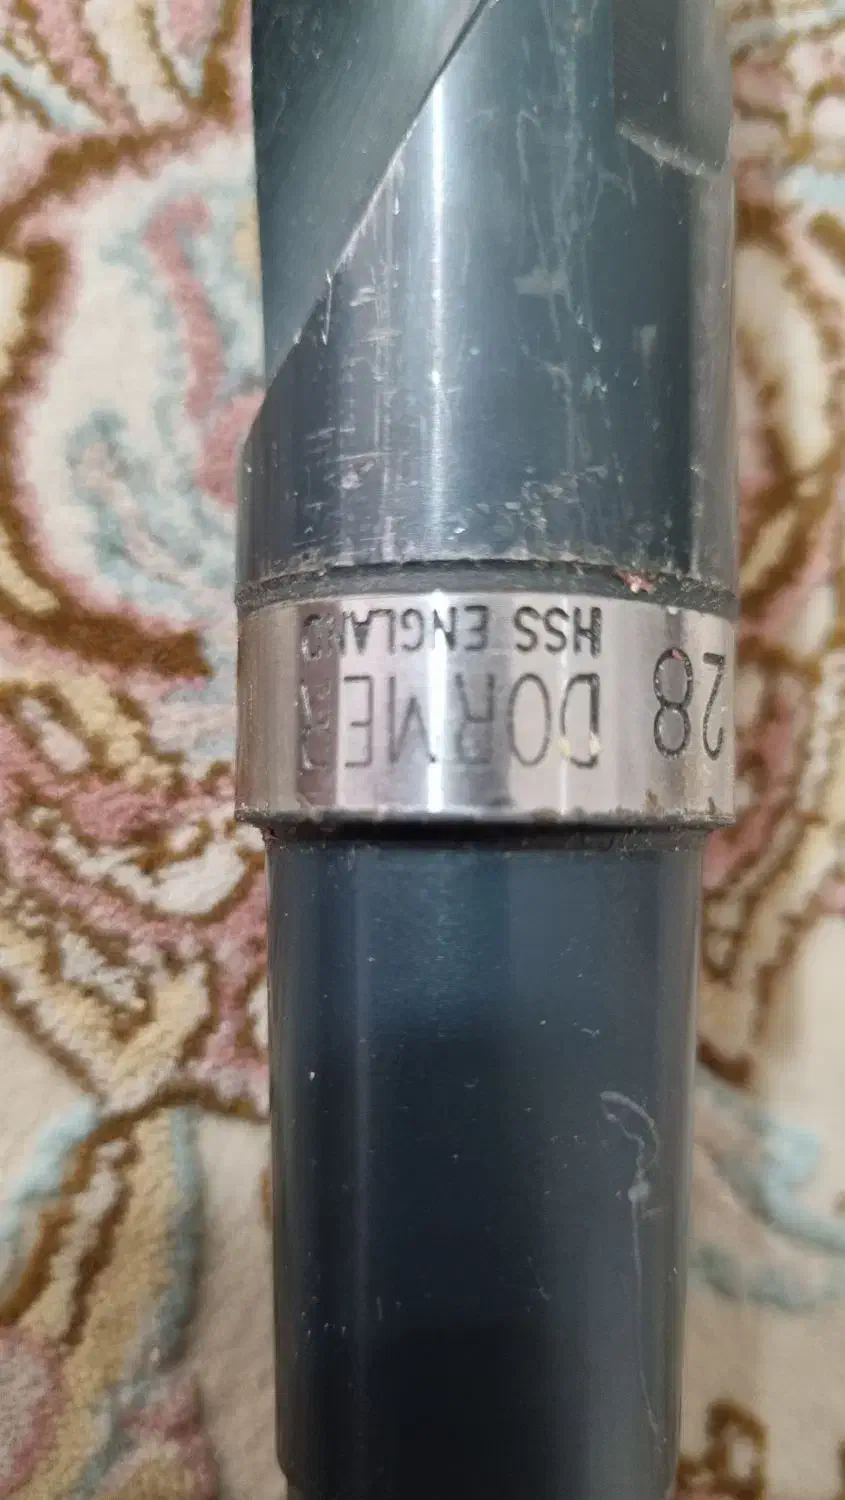 28
DORMER
HSS ENGLAND